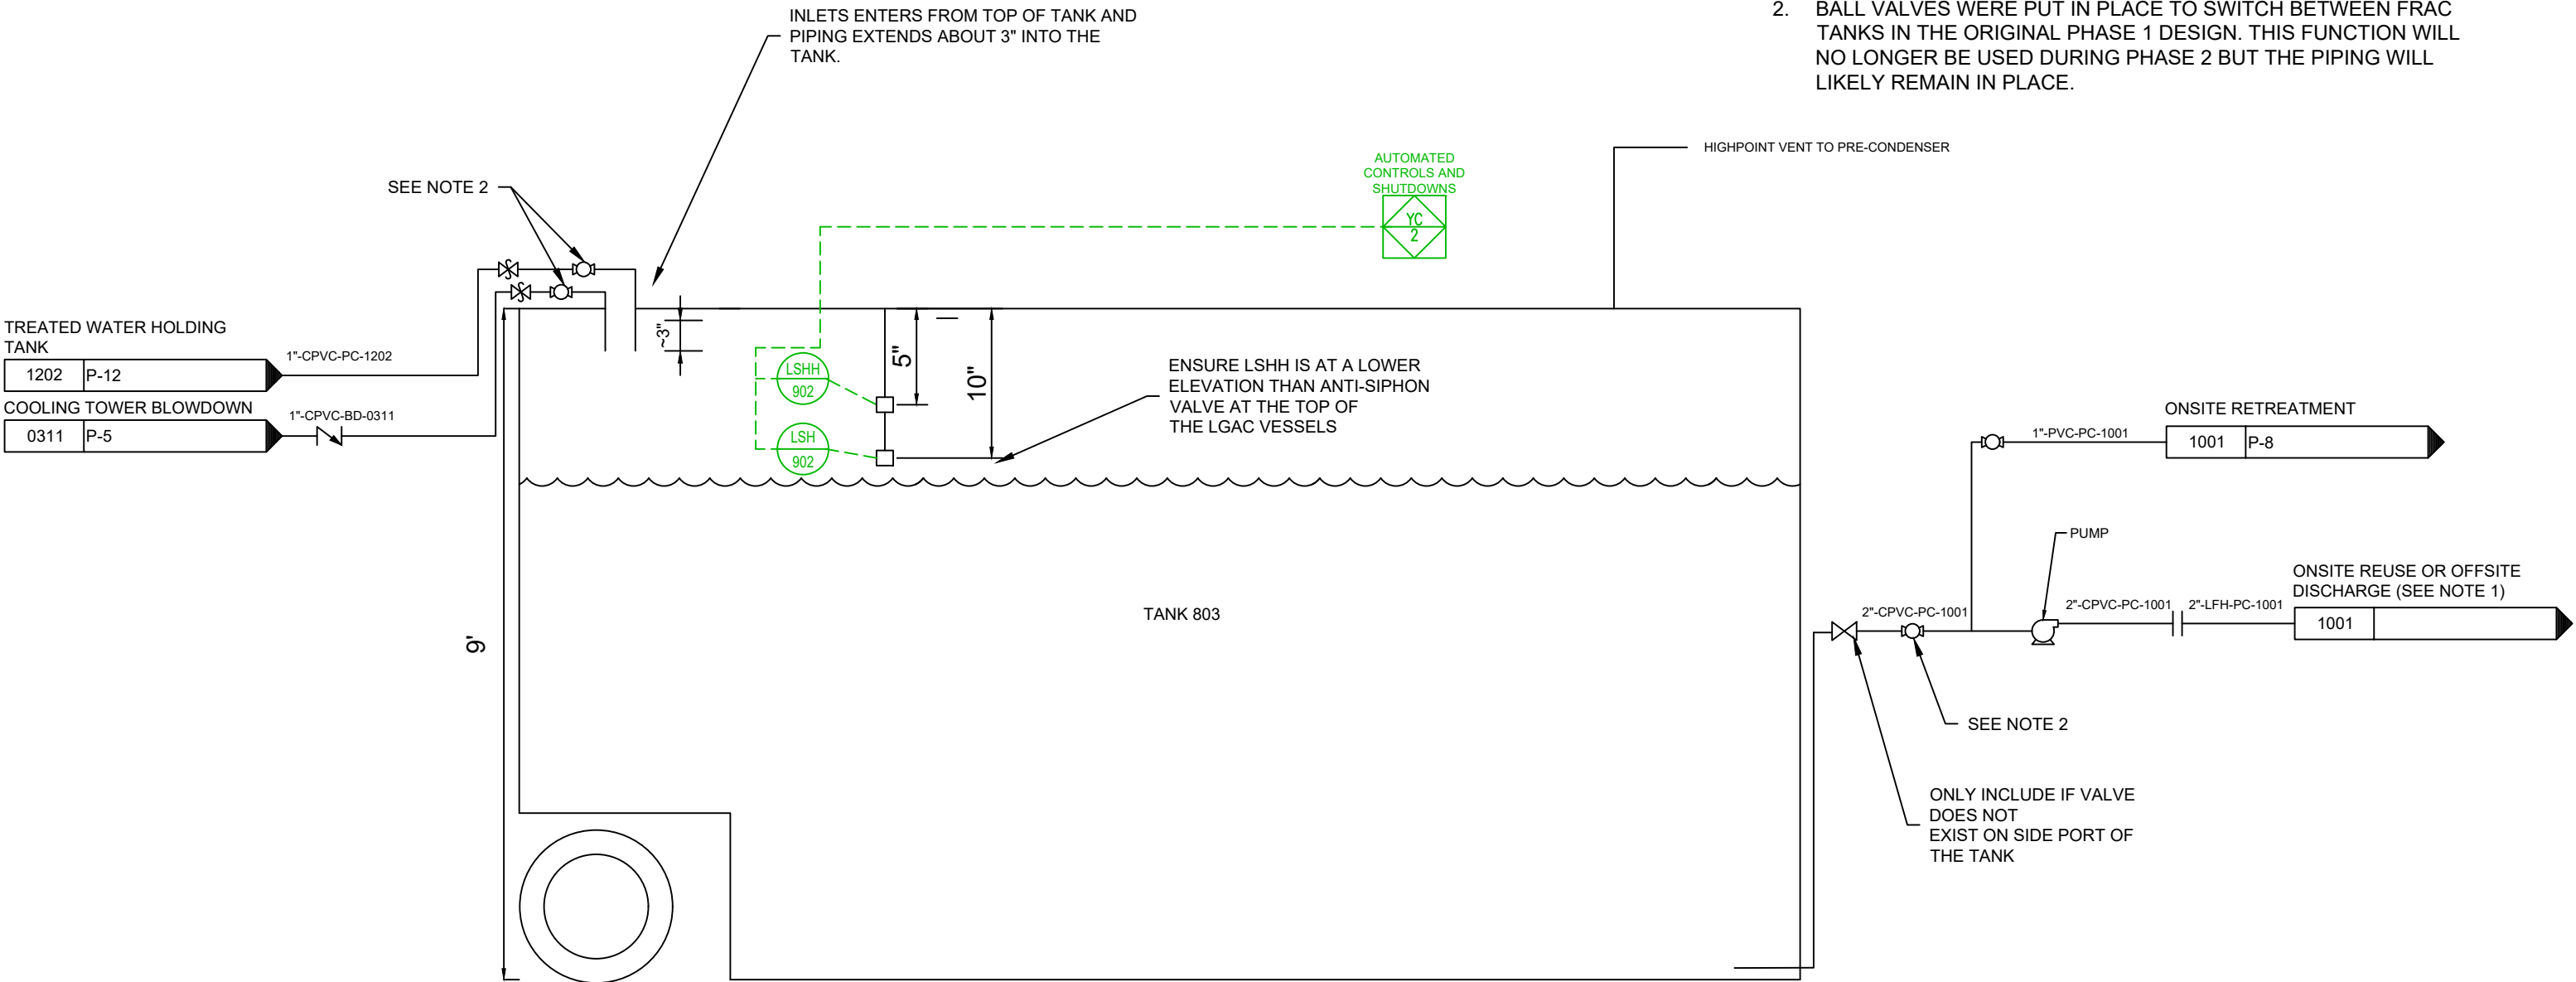 INLETS ENTERS FROM TOP OF TANK AND
PIPING EXTENDS ABOUT 3" INTO THE
TANK.
2. BALL VALVES WERE PUT IN PLACE TO SWITCH BETWEEN FRAC
TANKS IN THE ORIGINAL PHASE 1 DESIGN. THIS FUNCTION WILL
NO LONGER BE USED DURING PHASE 2 BUT THE PIPING WILL
LIKELY REMAIN IN PLACE.
HIGHPOINT VENT TO PRE-CONDENSER
AUTOMATED
CONTROLS AND
SHUTDOWNS
YC
2
SEE NOTE 2
TREATED WATER HOLDING
TANK
1202 P-12
1"-CPVC-PC-1202
COOLING TOWER BLOWDOWN
0311 P-5
1"-CPVC-BD-0311
~3"
LSHH
902
LSH
902
5"
10"
ENSURE LSHH IS AT A LOWER
ELEVATION THAN ANTI-SIPHON
VALVE AT THE TOP OF
THE LGAC VESSELS
ONSITE RETREATMENT
1"-PVC-PC-1001
1001 P-8
PUMP
ONSITE REUSE OR OFFSITE
DISCHARGE (SEE NOTE 1)
2"-CPVC-PC-1001
2"-CPVC-PC-1001
2"-LFH-PC-1001
1001
TANK 803
9'
SEE NOTE 2
ONLY INCLUDE IF VALVE
DOES NOT
EXIST ON SIDE PORT OF
THE TANK